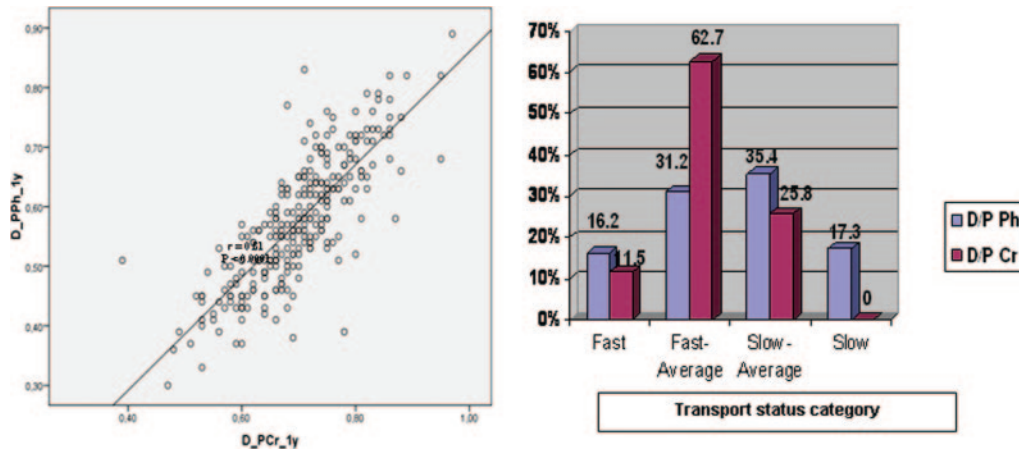 0,90
0,80
0,70
0,60
0,50
0,40
0,30
D_PPh_1y
P <0.0001
0,40
0,60
0,80
1,00
D_PCr_1y
70%
60%
50%
40%
30%
20%
10%
0%
16.2
11.5
31.2
62.7
35.4
25.8
17.3
0
Fast
Fast-
Average
Slow -
Average
Slow
Transport status category
D/P Ph
D/P Cr